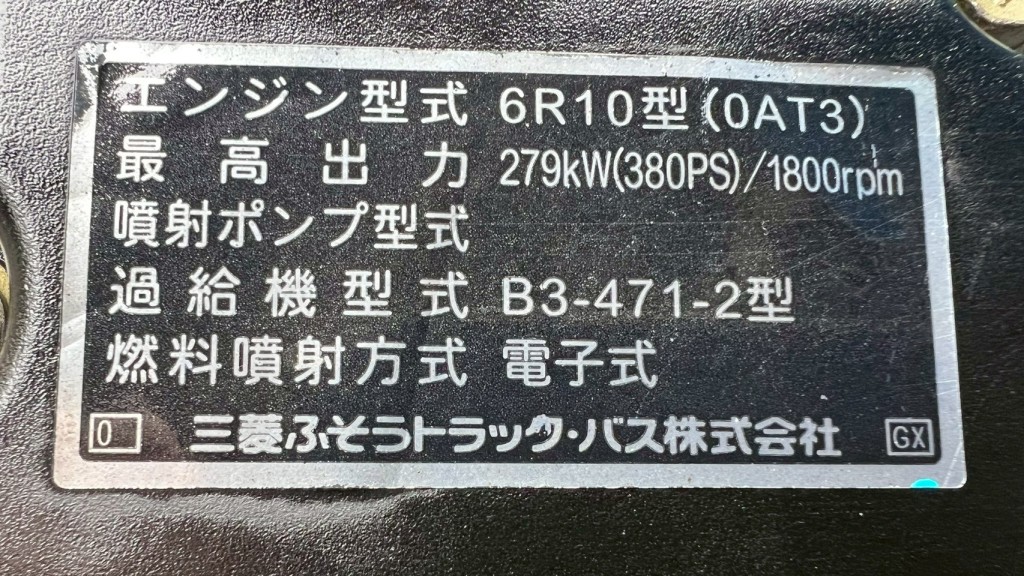 エンジン型式 6R10型(0AT3)
最高出力 279kW(380PS)/1800rpm
噴射ポンプ型式
過給機型式 B3-471-2型
燃料噴射方式 電子式
0 三菱ふそうトラック・バス株式会社 GX